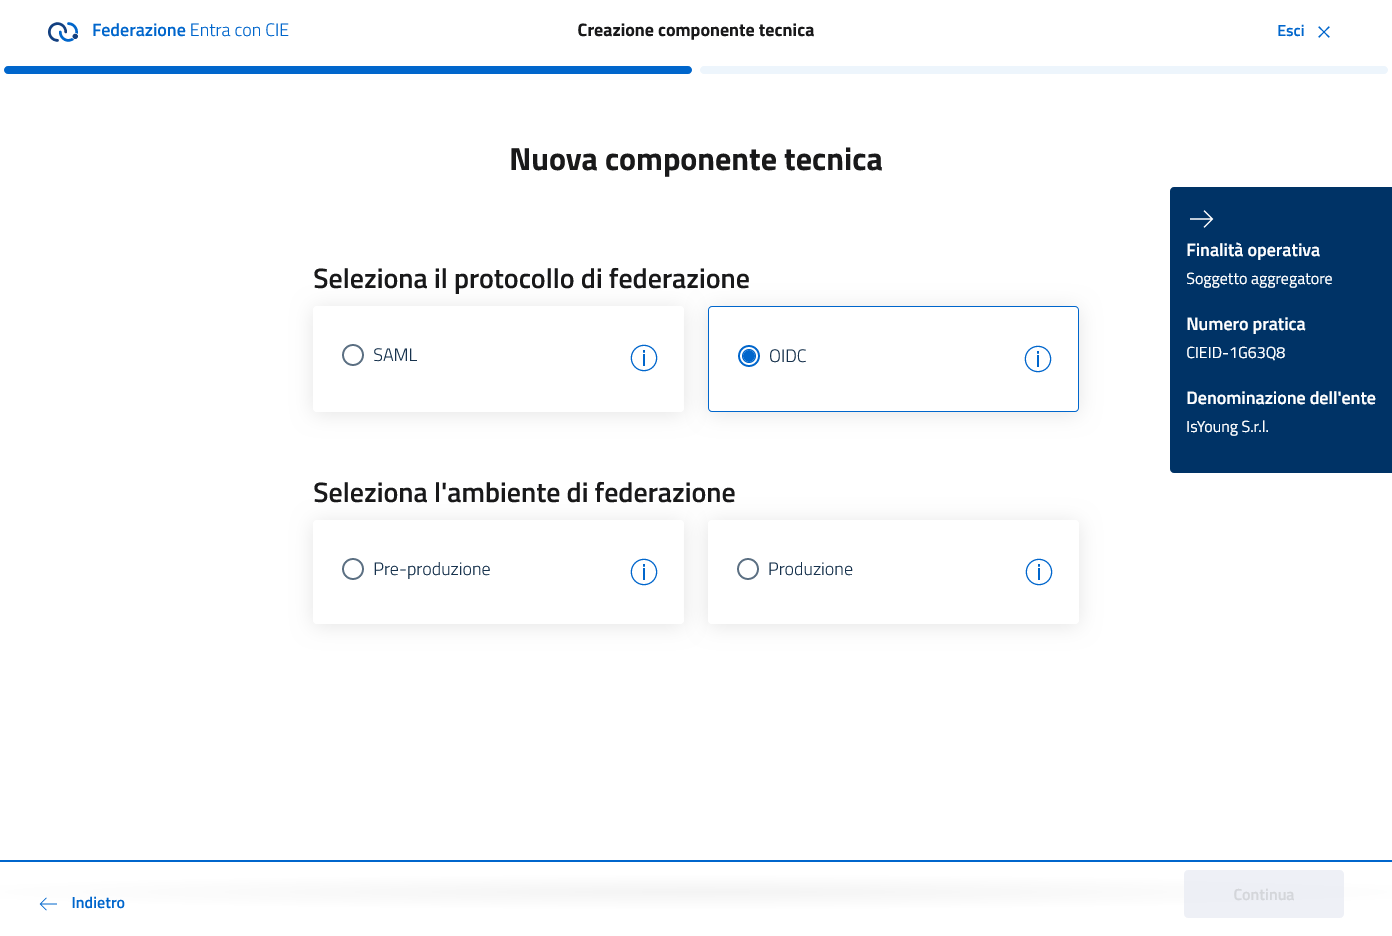 Federazione Entra con CIE
Creazione componente tecnica
Esci
Nuova componente tecnica
Seleziona il protocollo di federazione
SAML
OIDC
Seleziona l'ambiente di federazione
Pre-produzione
Produzione
Finalità operativa
Soggetto aggregatore
Numero pratica
CIEID-1G63Q8
Denominazione dell'ente
IsYoung S.r.l.
Indietro
Continua